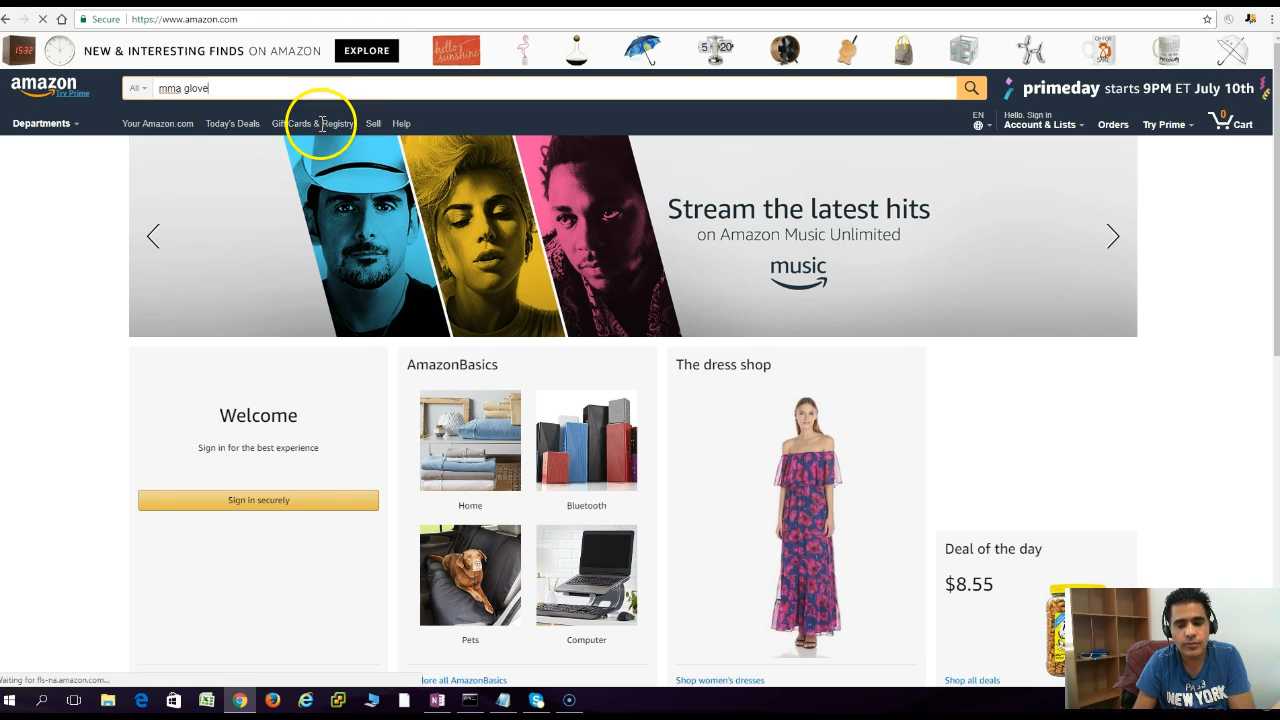 Secure https://www.amazon.com
15:32 NEW & INTERESTING FINDS ON AMAZON EXPLORE hello sunshine
amazon Try Prime All mma glove primeday starts 9PM ET July 10th
Departments Your Amazon.com Today's Deals Gift Cards & Registry Sell Help EN Hello. Sign in Account & Lists Orders Try Prime 0 Cart
Stream the latest hits
on Amazon Music Unlimited
music
Welcome
Sign in for the best experience
Sign in securely
AmazonBasics
Home Bluetooth
Pets Computer
lore all AmazonBasics
The dress shop
Shop women's dresses
Deal of the day
$8.55
Shop all deals
NEW YORK
Waiting for fls-na.amazon.com...